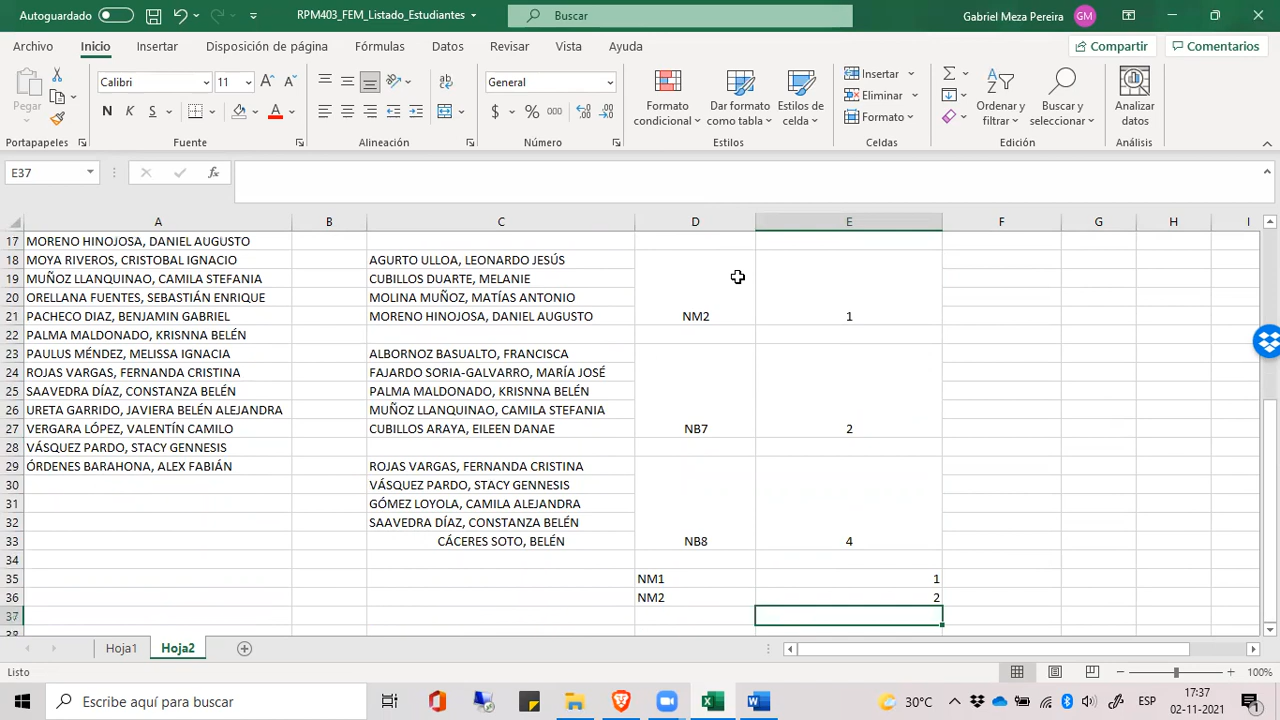 Autoguardado RPM403_FEM_Listado_Estudiantes Buscar Gabriel Meza Pereira GM
Archivo Inicio Insertar Disposición de página Fórmulas Datos Revisar Vista Ayuda Compartir Comentarios
Pegar Calibri 11 General Insertar
N K S $ % 000 Formato condicional Dar formato como tabla Estilos de celda Eliminar Ordenar y filtrar Buscar y seleccionar Analizar datos
Formato
Portapapeles Fuente Alineación Número Estilos Celdas Edición Análisis
E37 fx
A B C D E F G H I
17 MORENO HINOJOSA, DANIEL AUGUSTO
18 MOYA RIVEROS, CRISTOBAL IGNACIO AGURTO ULLOA, LEONARDO JESÚS
19 MUÑOZ LLANQUINAO, CAMILA STEFANIA CUBILLOS DUARTE, MELANIE
20 ORELLANA FUENTES, SEBASTIÁN ENRIQUE MOLINA MUÑOZ, MATÍAS ANTONIO
21 PACHECO DIAZ, BENJAMIN GABRIEL MORENO HINOJOSA, DANIEL AUGUSTO NM2 1
22 PALMA MALDONADO, KRISNNA BELÉN
23 PAULUS MÉNDEZ, MELISSA IGNACIA ALBORNOZ BASUALTO, FRANCISCA
24 ROJAS VARGAS, FERNANDA CRISTINA FAJARDO SORIA-GALVARRO, MARÍA JOSÉ
25 SAAVEDRA DÍAZ, CONSTANZA BELÉN PALMA MALDONADO, KRISNNA BELÉN
26 URETA GARRIDO, JAVIERA BELÉN ALEJANDRA MUÑOZ LLANQUINAO, CAMILA STEFANIA
27 VERGARA LÓPEZ, VALENTÍN CAMILO CUBILLOS ARAYA, EILEEN DANAE NB7 2
28 VÁSQUEZ PARDO, STACY GENNESIS
29 ÓRDENES BARAHONA, ALEX FABIÁN ROJAS VARGAS, FERNANDA CRISTINA
30 VÁSQUEZ PARDO, STACY GENNESIS
31 GÓMEZ LOYOLA, CAMILA ALEJANDRA
32 SAAVEDRA DÍAZ, CONSTANZA BELÉN
33 CÁCERES SOTO, BELÉN NB8 4
34
35 NM1 1
36 NM2 2
37
38
Hoja1 Hoja2
Listo 100%
Escribe aquí para buscar 30°C ESP 17:37
02-11-2021 1